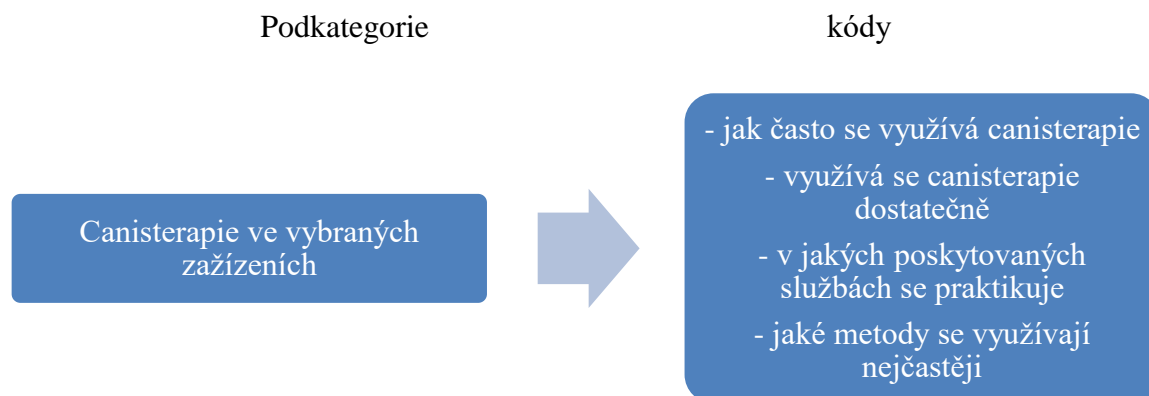 Podkategorie
kódy
Canisterapie ve vybraných
zažízeních
- jak často se využívá canisterapie
- využívá se canisterapie
dostatečně
- v jakých poskytovaných
službách se praktikuje
- jaké metody se využívají
nejčastěji